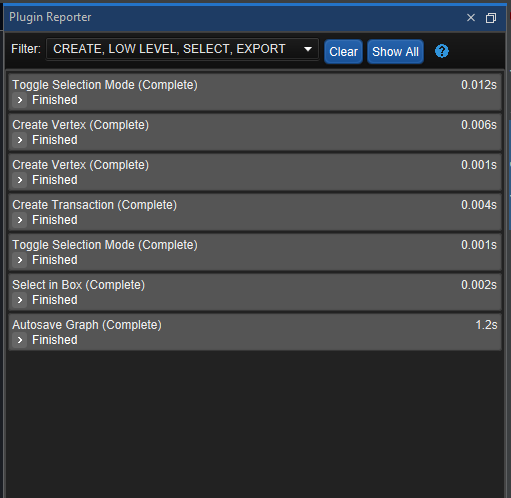 Plugin Reporter
Filter: CREATE, LOW LEVEL, SELECT, EXPORT Clear Show All ?
Toggle Selection Mode (Complete) 0.012s
Finished
Create Vertex (Complete) 0.006s
Finished
Create Vertex (Complete) 0.001s
Finished
Create Transaction (Complete) 0.004s
Finished
Toggle Selection Mode (Complete) 0.001s
Finished
Select in Box (Complete) 0.002s
Finished
Autosave Graph (Complete) 1.2s
Finished